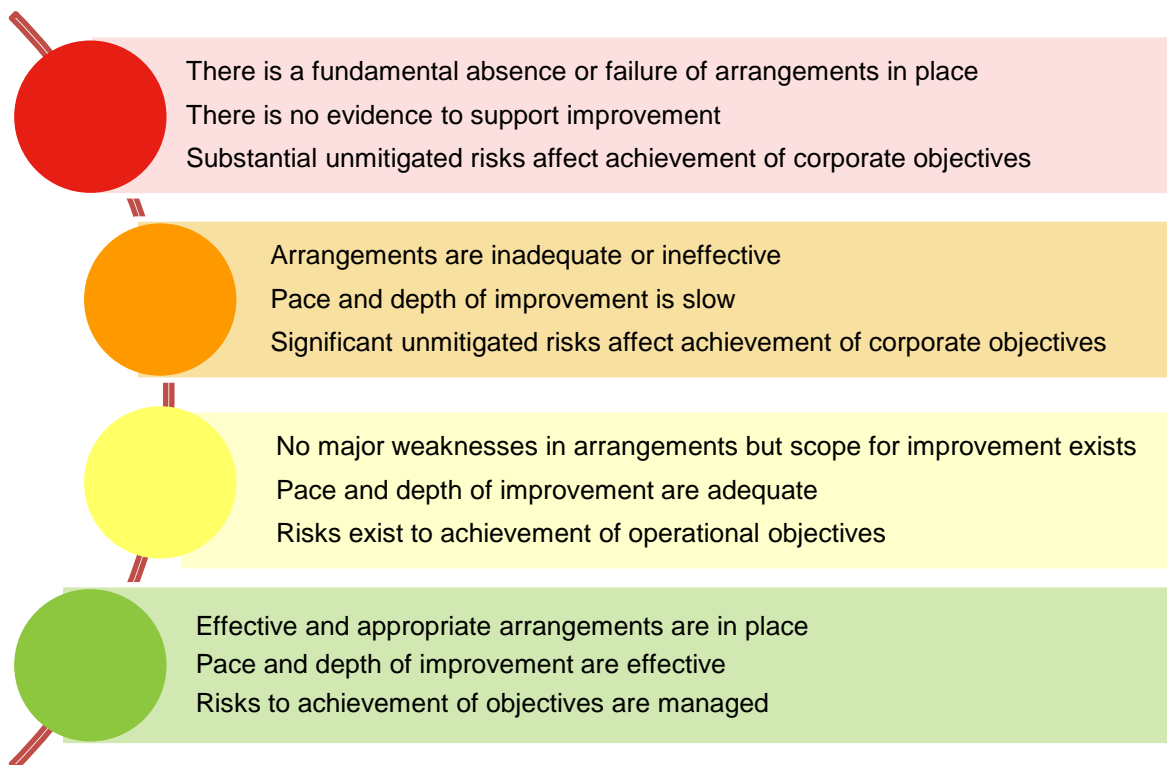 There is a fundamental absence or failure of arrangements in place
There is no evidence to support improvement
Substantial unmitigated risks affect achievement of corporate objectives
Arrangements are inadequate or ineffective
Pace and depth of improvement is slow
Significant unmitigated risks affect achievement of corporate objectives
No major weaknesses in arrangements but scope for improvement exists
Pace and depth of improvement are adequate
Risks exist to achievement of operational objectives
Effective and appropriate arrangements are in place
Pace and depth of improvement are effective
Risks to achievement of objectives are managed